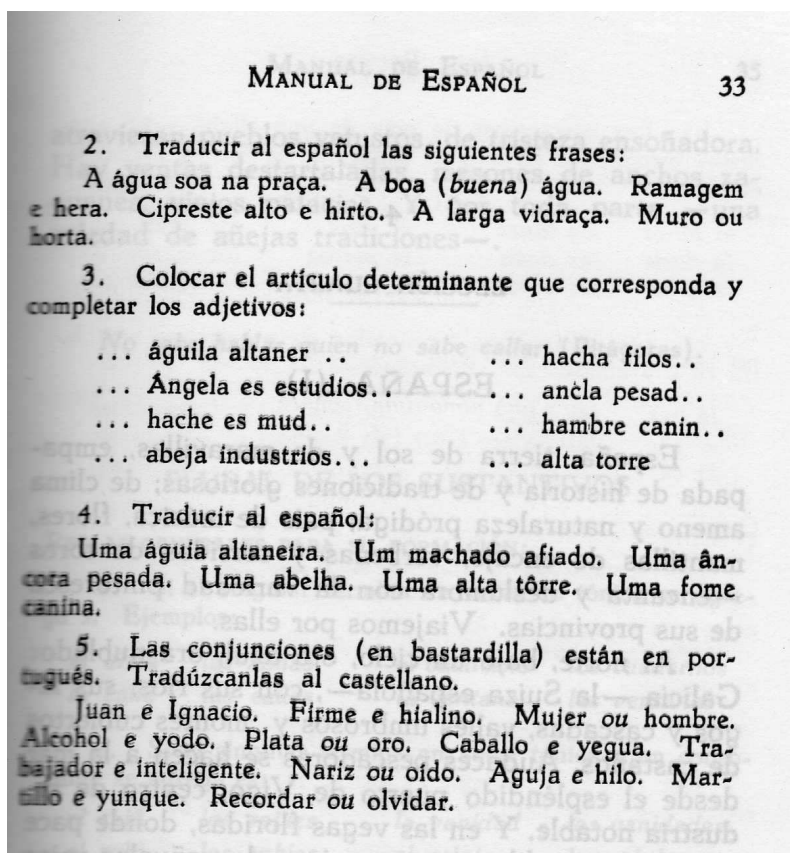 MANUAL DE ESPAÑOL 33
2. Traducir al español las siguientes frases:
A água soa na praça. A boa (buena) água. Ramagem
e hera. Cipreste alto e hirto. A larga vidraça. Muro ou
horta.
3. Colocar el artículo determinante que corresponda y
completar los adjetivos:
... águila altaner .. ... hacha filos..
... Ángela es estudios.. ... ancla pesad..
... hache es mud.. ... hambre canin..
... abeja industrios... ... alta torre
4. Traducir al español:
Uma águia altaneira. Um machado afiado. Uma ân-
cora pesada. Uma abelha. Uma alta tôrre. Uma fome
canina.
5. Las conjunciones (en bastardilla) están en por-
tugués. Tradúzcanlas al castellano.
Juan e Ignacio. Firme e hialino. Mujer ou hombre.
Alcohol e yodo. Plata ou oro. Caballo e yegua. Tra-
bajador e inteligente. Nariz ou oído. Aguja e hilo. Mar-
tillo e yunque. Recordar ou olvidar.